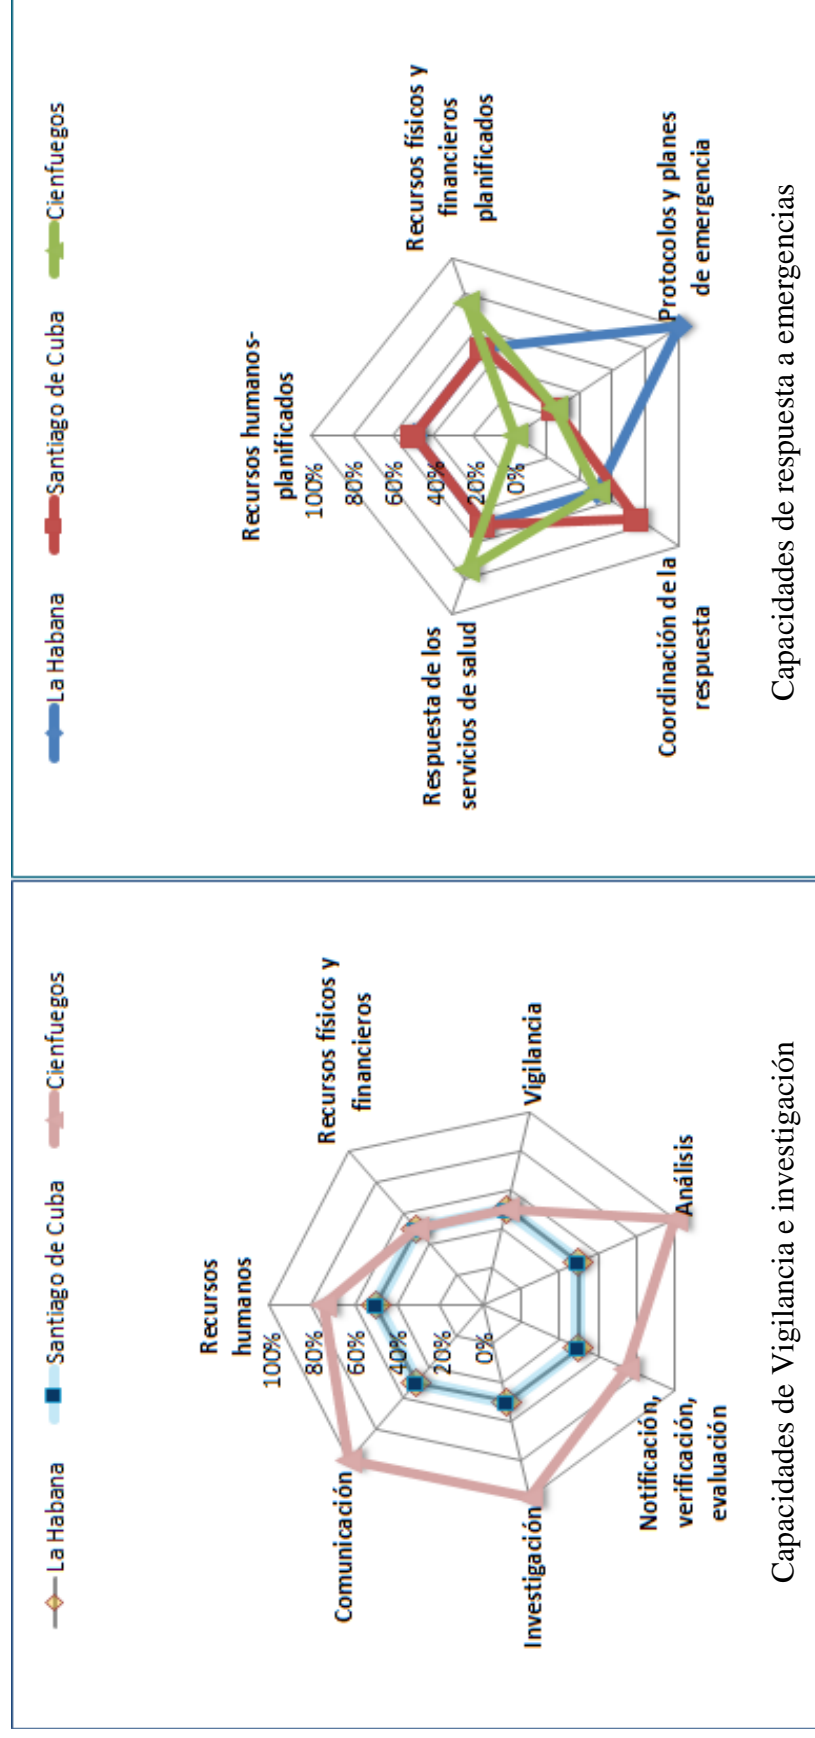 La Habana
Santiago de Cuba
Cienfuegos
Recursos
humanos
100%
80%
60%
40%
20%
0%
Recursos físicos y
financieros
Vigilancia
Análisis
Notificación,
verificación,
evaluación
Investigación
Comunicación
Capacidades de Vigilancia e investigación
La Habana
Santiago de Cuba
Cienfuegos
Recursos humanos-
planificados
100%
80%
60%
40%
20%
0%
Recursos físicos y
financieros
planificados
Protocolos y planes
de emergencia
Coordinación de la
respuesta
Respuesta de los
servicios de salud
Capacidades de respuesta a emergencias